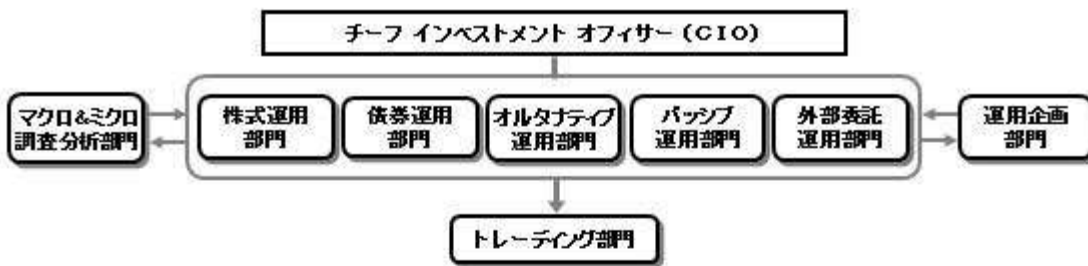 チーフ インベストメント オフィサー (CIO)
マクロ&ミクロ
調査分析部門
株式運用
部門
債券運用
部門
オルタナティブ
運用部門
パッシブ
運用部門
外部委託
運用部門
運用企画
部門
トレーディング部門